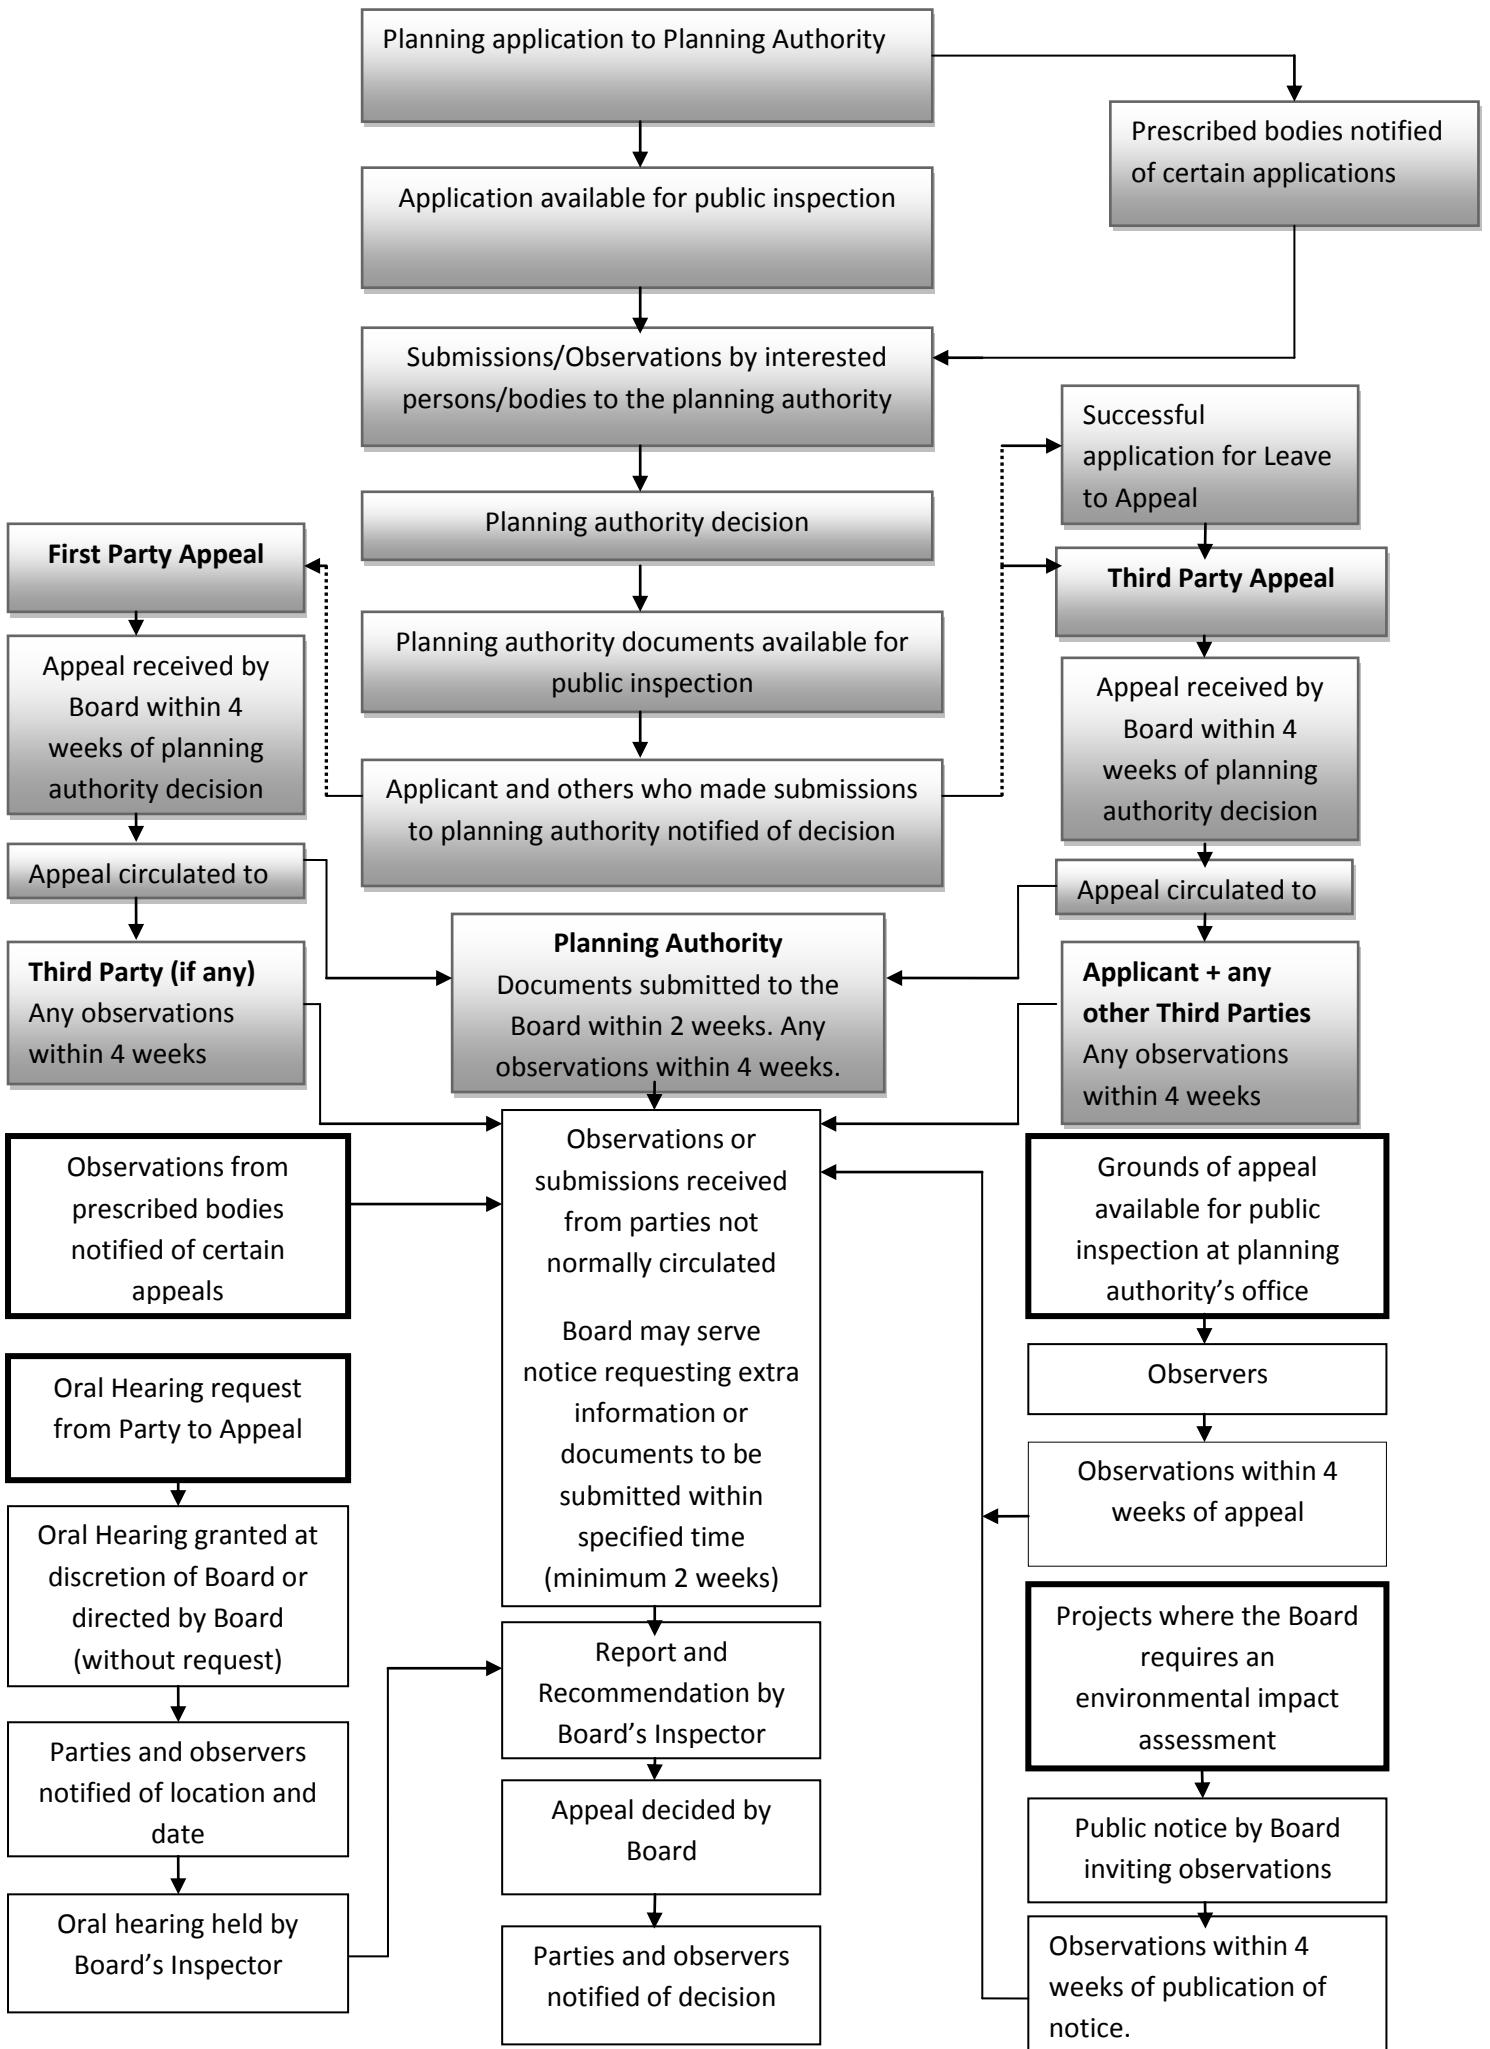 Planning application to Planning Authority
Prescribed bodies notified
of certain applications
Application available for public inspection
Submissions/Observations by interested
persons/bodies to the planning authority
Successful
application for Leave
to Appeal
Planning authority decision
First Party Appeal
Third Party Appeal
Planning authority documents available for
public inspection
Appeal received by
Board within 4
weeks of planning
authority decision
Appeal received by
Board within 4
weeks of planning
authority decision
Applicant and others who made submissions
to planning authority notified of decision
Appeal circulated to
Appeal circulated to
Planning Authority
Documents submitted to the
Board within 2 weeks. Any
observations within 4 weeks.
Third Party (if any)
Any observations
within 4 weeks
Applicant + any
other Third Parties
Any observations
within 4 weeks
Observations or
submissions received
from parties not
normally circulated
Board may serve
notice requesting extra
information or
documents to be
submitted within
specified time
(minimum 2 weeks)
Observations from
prescribed bodies
notified of certain
appeals
Grounds of appeal
available for public
inspection at planning
authority’s office
Observers
Oral Hearing request
from Party to Appeal
Observations within 4
weeks of appeal
Oral Hearing granted at
discretion of Board or
directed by Board
(without request)
Projects where the Board
requires an
environmental impact
assessment
Report and
Recommendation by
Board’s Inspector
Parties and observers
notified of location and
date
Appeal decided by
Board
Public notice by Board
inviting observations
Oral hearing held by
Board’s Inspector
Parties and observers
notified of decision
Observations within 4
weeks of publication of
notice.